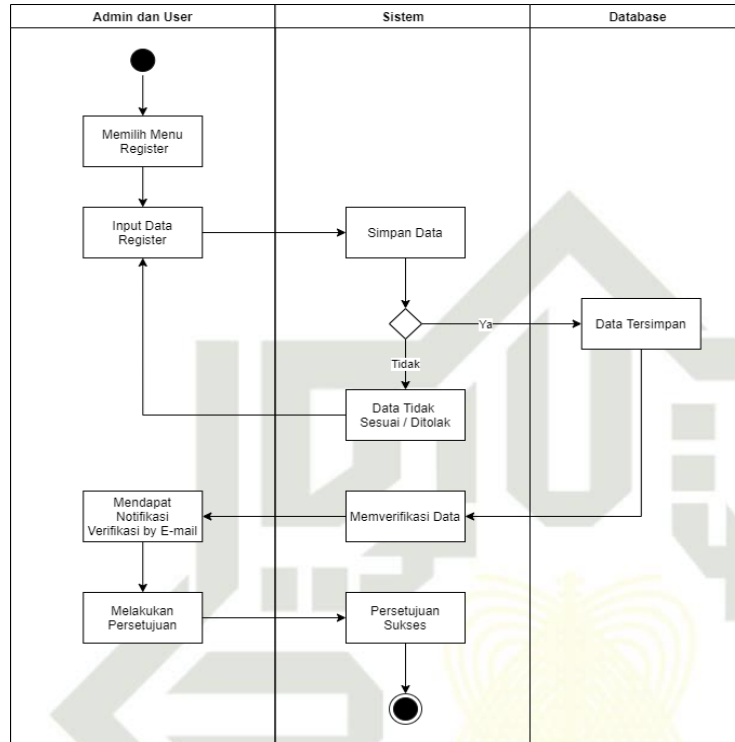 Admin dan User
Sistem
Database
Memilih Menu
Register
Input Data
Register
Simpan Data
Ya
Data Tersimpan
Tidak
Data Tidak
Sesuai / Ditolak
Mendapat
Notifikasi
Verifikasi by E-mail
Memverifikasi Data
Melakukan
Persetujuan
Persetujuan
Sukses